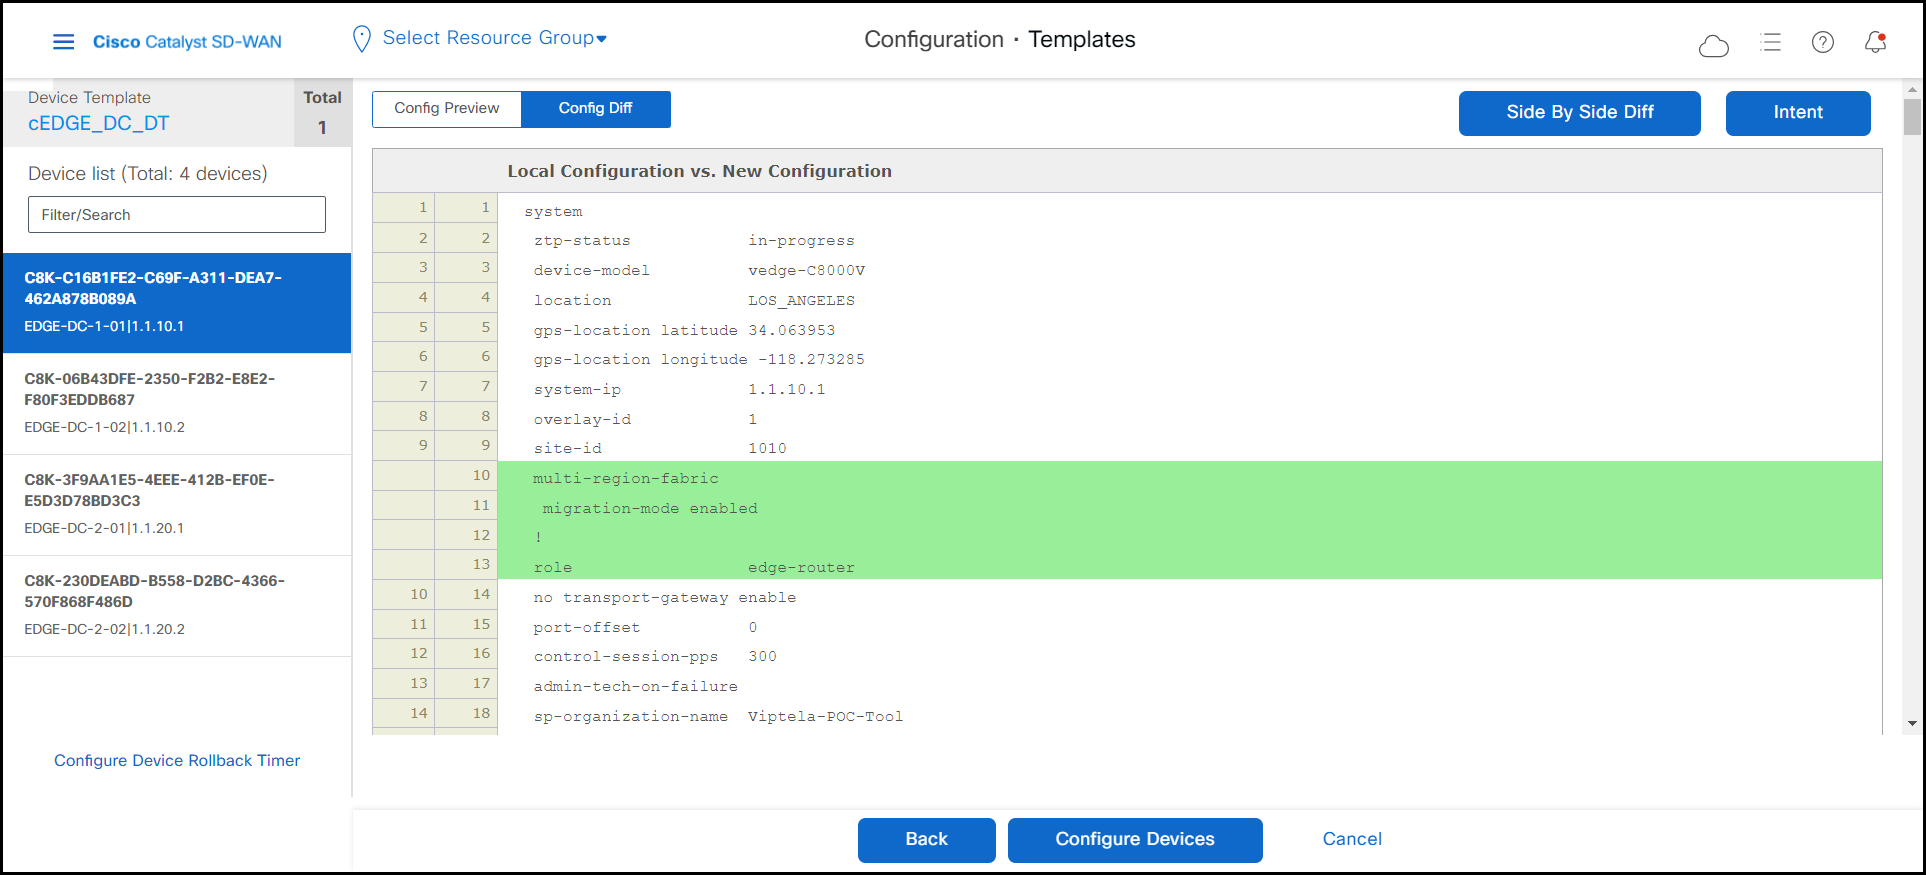 Cisco Catalyst SD-WAN
Select Resource Group
Configuration · Templates
Device Template
cEDGE_DC_DT
Total
1
Device list (Total: 4 devices)
Filter/Search
C8K-C16B1FE2-C69F-A311-DEA7-
462A878B089A
EDGE-DC-1-01|1.1.10.1
C8K-06B43DFE-2350-F2B2-E8E2-
F80F3EDDB687
EDGE-DC-1-02|1.1.10.2
C8K-3F9AA1E5-4EEE-412B-EF0E-
E5D3D78BD3C3
EDGE-DC-2-01|1.1.20.1
C8K-230DEABD-B558-D2BC-4366-
570F868F486D
EDGE-DC-2-02|1.1.20.2
Configure Device Rollback Timer
Config Preview
Config Diff
Side By Side Diff
Intent
Local Configuration vs. New Configuration
1 1 system
2 2 ztp-status in-progress
3 3 device-model vedge-C8000V
4 4 location LOS_ANGELES
5 5 gps-location latitude 34.063953
6 6 gps-location longitude -118.273285
7 7 system-ip 1.1.10.1
8 8 overlay-id 1
9 9 site-id 1010
10 multi-region-fabric
11 migration-mode enabled
12 !
13 role edge-router
10 14 no transport-gateway enable
11 15 port-offset 0
12 16 control-session-pps 300
13 17 admin-tech-on-failure
14 18 sp-organization-name Viptela-POC-Tool
Back
Configure Devices
Cancel